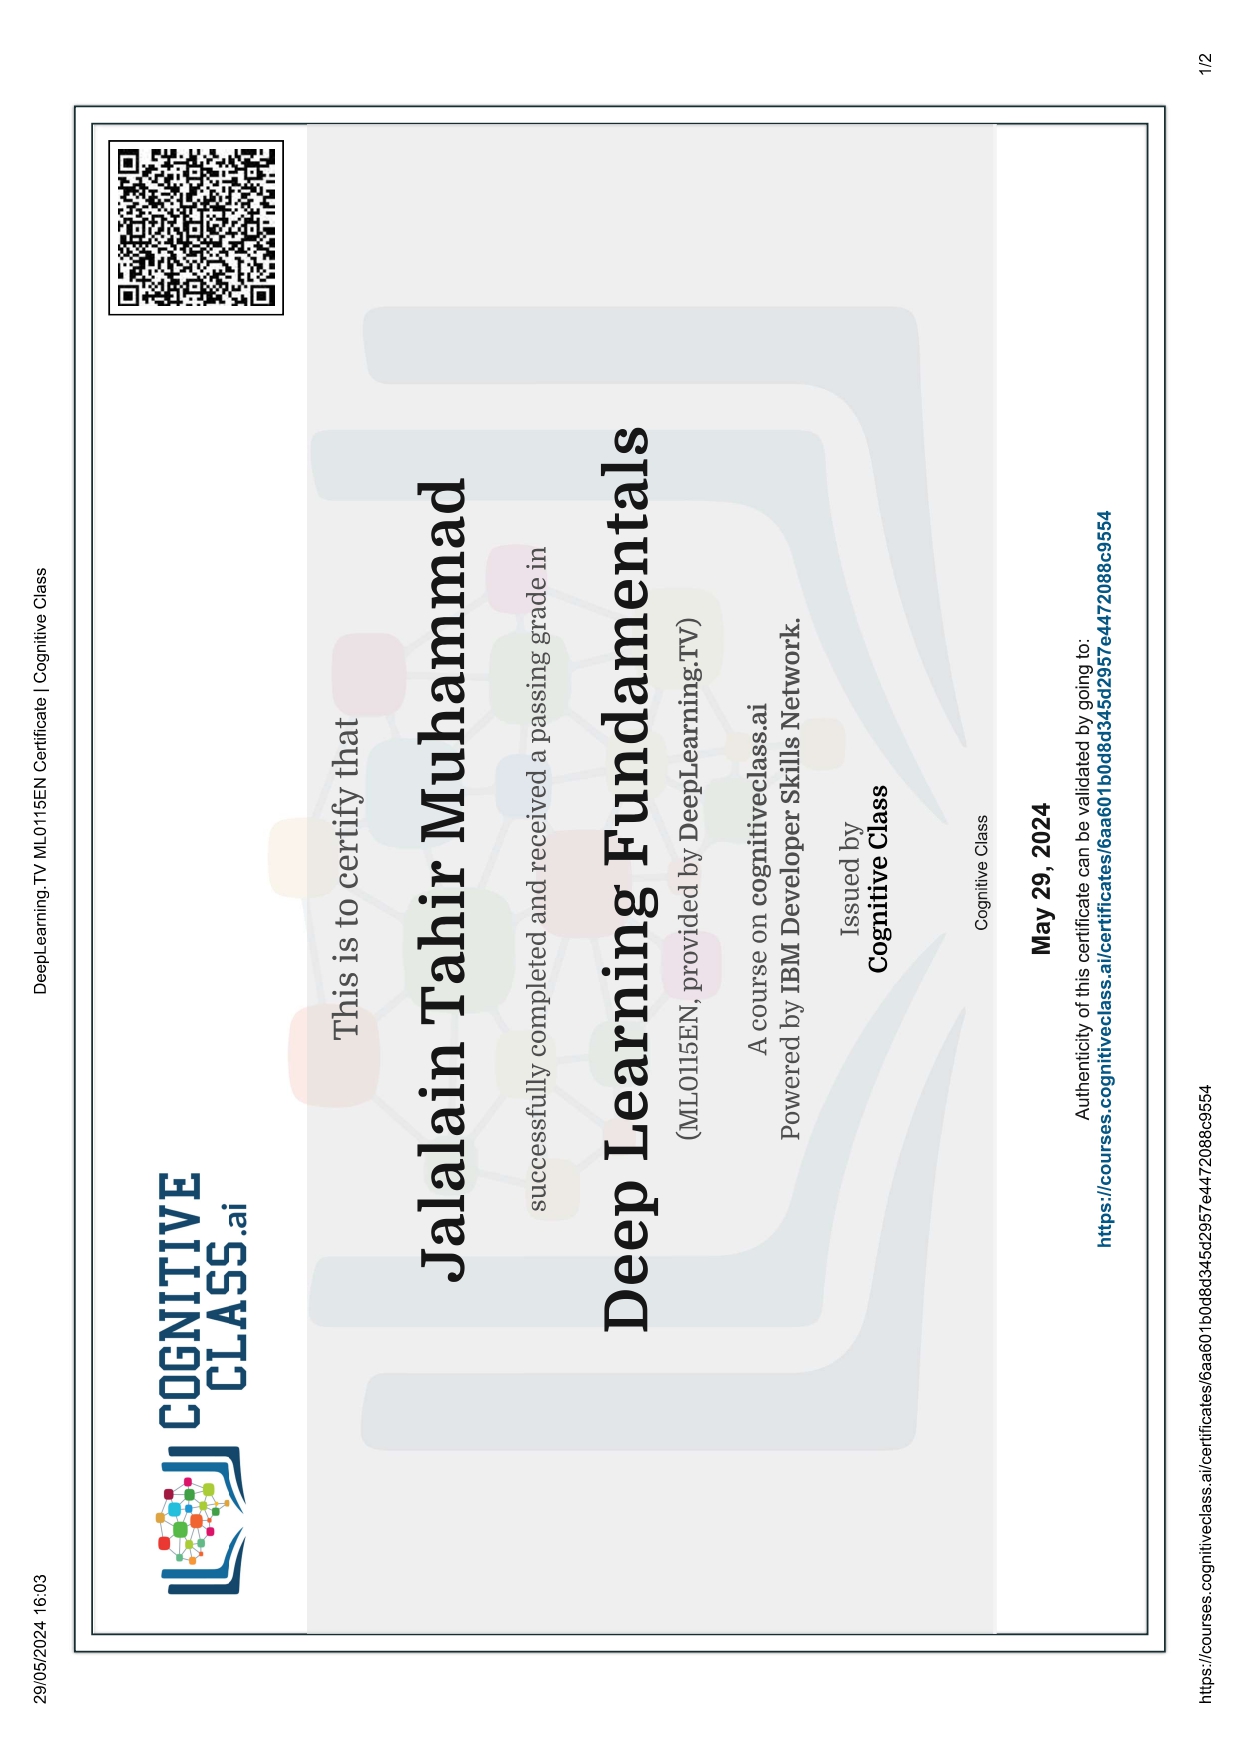 29/05/2024 16:03
DeepLearning.TV ML0115EN Certificate | Cognitive Class
COGNITIVE
CLASS.ai
This is to certify that
Jalalain Tahir Muhammad
successfully completed and received a passing grade in
Deep Learning Fundamentals
(ML0115EN, provided by DeepLearning.TV)
A course on cognitiveclass.ai
Powered by IBM Developer Skills Network.
Issued by
Cognitive Class
Cognitive Class
May 29, 2024
Authenticity of this certificate can be validated by going to:
https://courses.cognitiveclass.ai/certificates/6aa601b0d8d345d2957e4472088c9554
https://courses.cognitiveclass.ai/certificates/6aa601b0d8d345d2957e4472088c9554
1/2